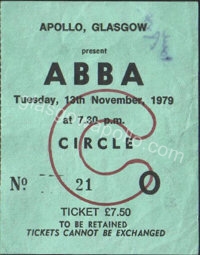 APOLLO, GLASGOW
present
ABBA
Tuesday, 13th November, 1979
at 7.30 p.m.
CIRCLE
No 21 O
TICKET £7.50
TO BE RETAINED
TICKETS CANNOT BE EXCHANGED